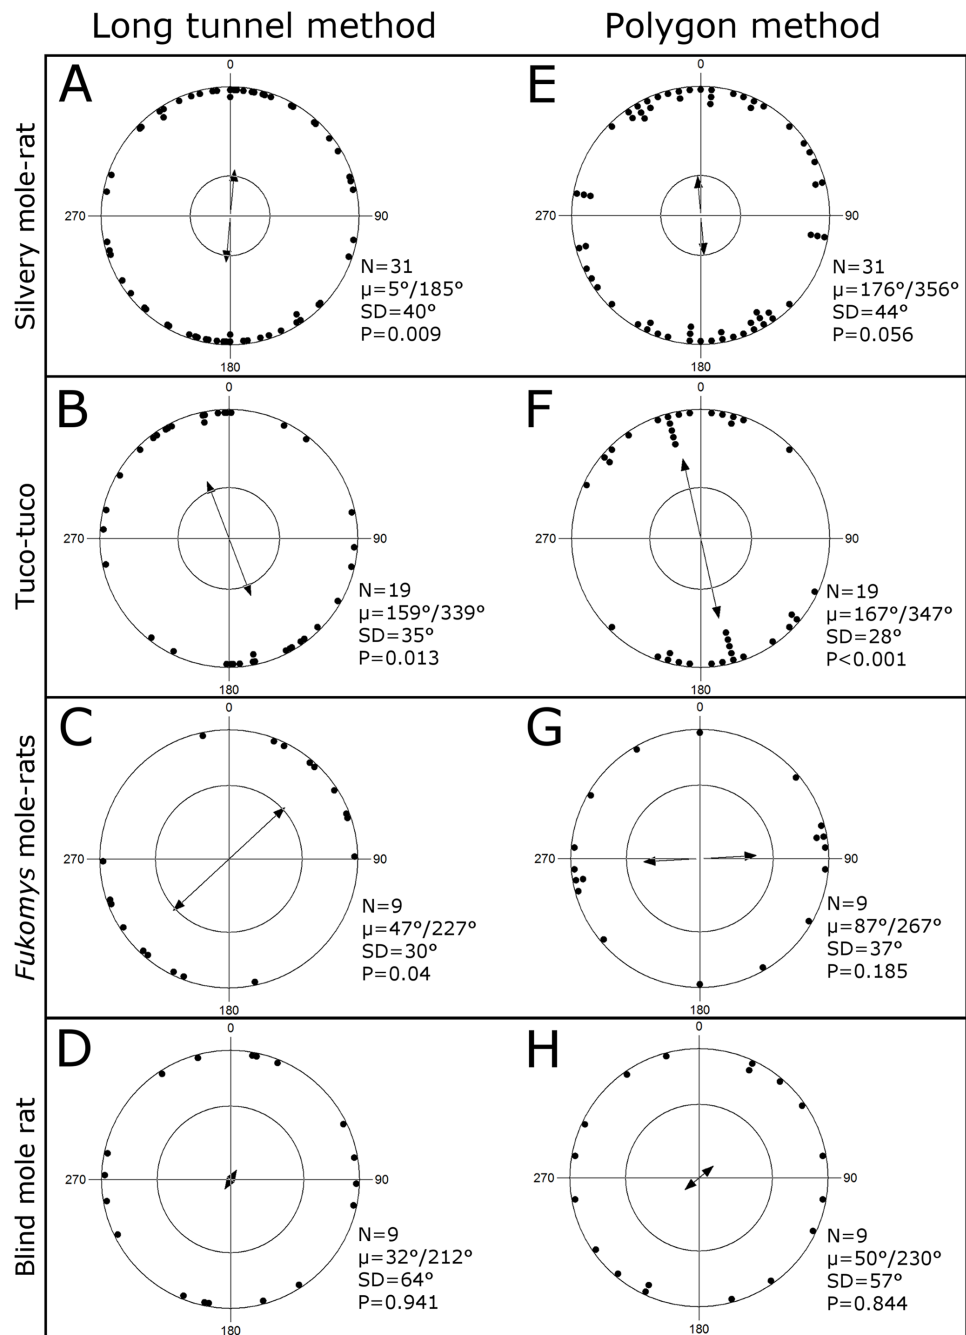 Long tunnel method
Polygon method
Silvery mole-rat
A
0
270
90
180
N=31
μ=5°/185°
SD=40°
P=0.009
E
0
270
90
180
N=31
μ=176°/356°
SD=44°
P=0.056
Tuco-tuco
B
0
270
90
180
N=19
μ=159°/339°
SD=35°
P=0.013
F
0
270
90
180
N=19
μ=167°/347°
SD=28°
P<0.001
Fukomys mole-rats
C
0
270
90
180
N=9
μ=47°/227°
SD=30°
P=0.04
G
0
270
90
180
N=9
μ=87°/267°
SD=37°
P=0.185
Blind mole rat
D
0
270
90
180
N=9
μ=32°/212°
SD=64°
P=0.941
H
0
270
90
180
N=9
μ=50°/230°
SD=57°
P=0.844